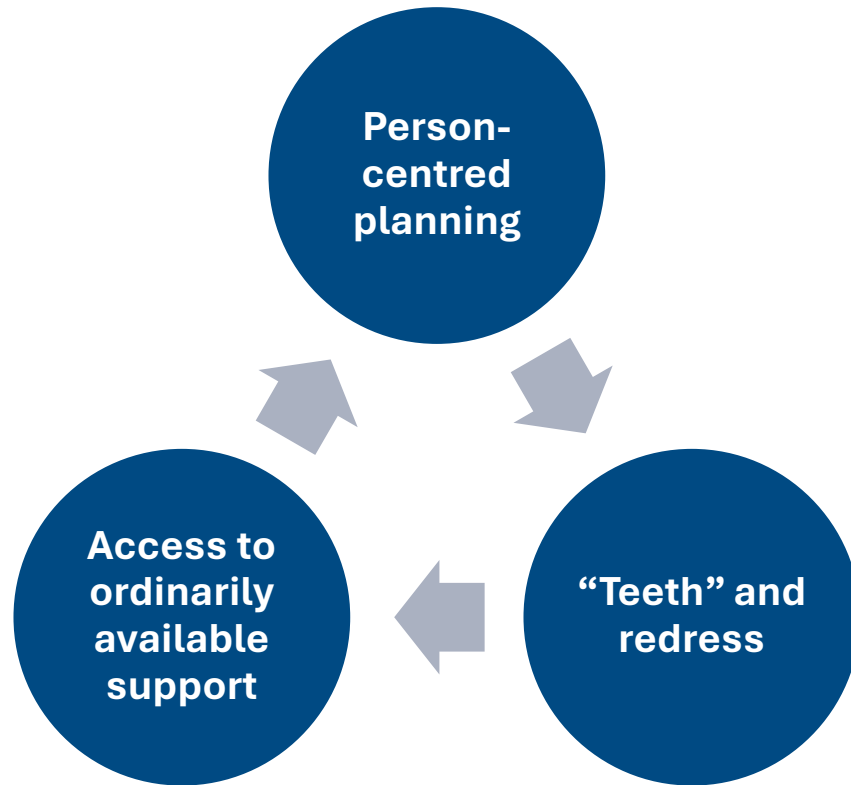 Person-
centred
planning
Access to
ordinarily
available
support
“Teeth” and
redress